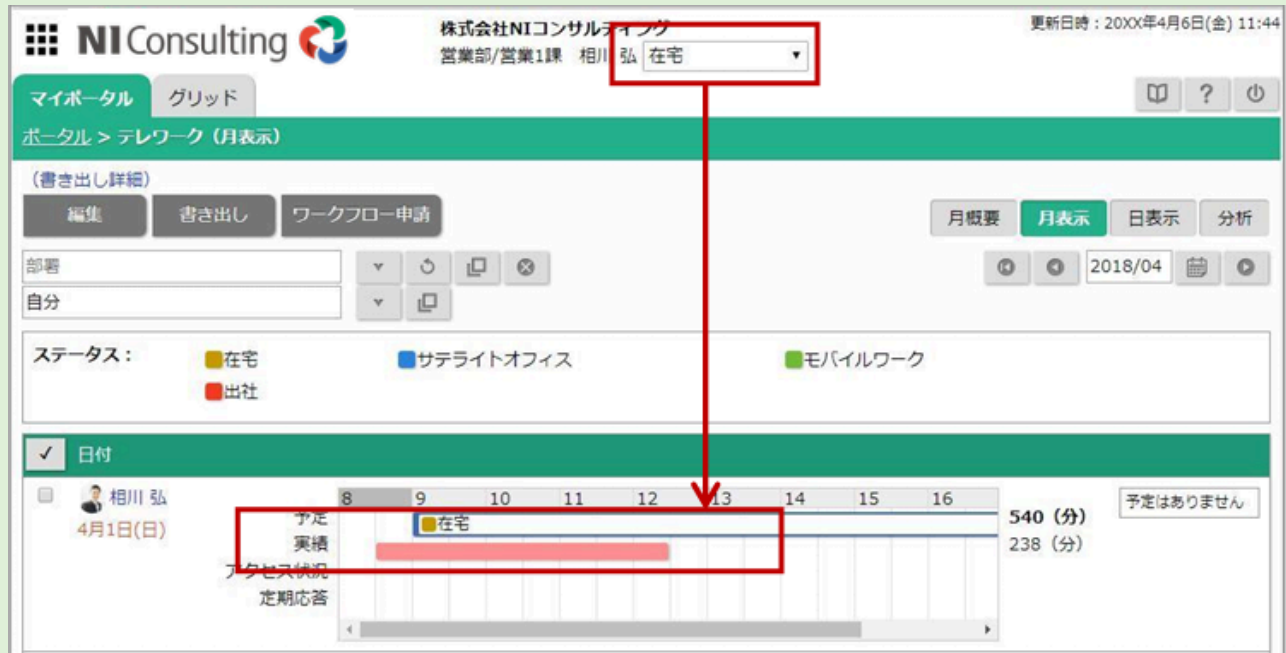 NI Consulting
株式会社NIコンサルティング
更新日時：20XX年4月6日(金) 11:44
営業部/営業1課 相川 弘 在宅
マイポータル グリッド
?
ポータル > テレワーク（月表示）
（書き出し詳細）
編集 書き出し ワークフロー申請
月概要 月表示 日表示 分析
部署
2018/04
自分
ステータス： 在宅 サテライトオフィス モバイルワーク
出社
日付
相川 弘
4月1日(日)
8 9 10 11 12 13 14 15 16
予定 在宅
実績
アクセス状況
定期応答
540（分）
238（分）
予定はありません